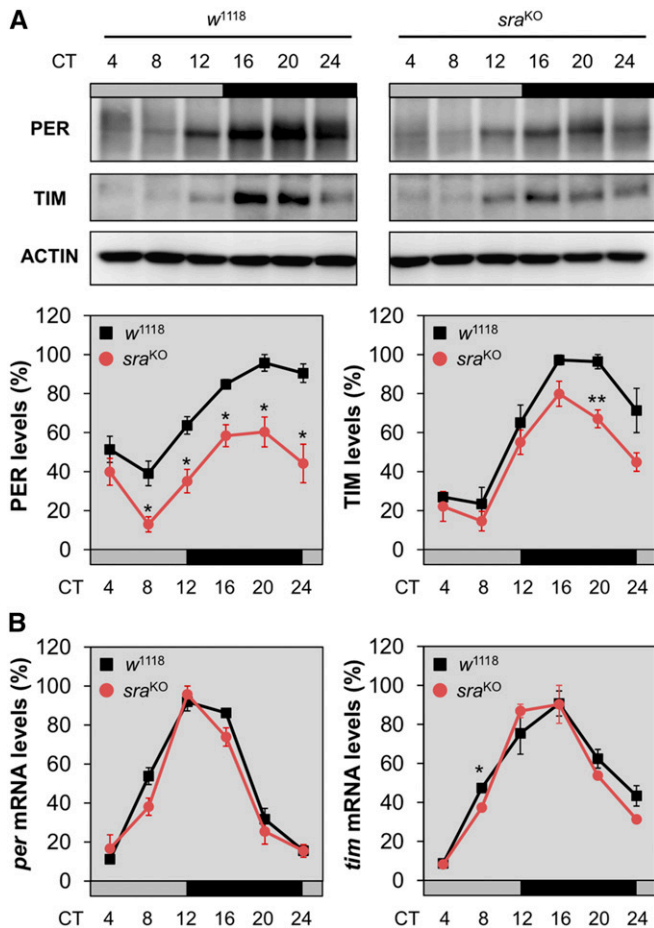 A
w1118
sraKO
CT 4 8 12 16 20 24 4 8 12 16 20 24
PER
TIM
ACTIN
PER levels (%)
120
100
80
60
40
20
0
w1118
sraKO
* * * * *
CT 4 8 12 16 20 24
TIM levels (%)
120
100
80
60
40
20
0
w1118
sraKO
**
CT 4 8 12 16 20 24
B
per mRNA levels (%)
120
100
80
60
40
20
0
w1118
sraKO
CT 4 8 12 16 20 24
tim mRNA levels (%)
120
100
80
60
40
20
0
w1118
sraKO
*
CT 4 8 12 16 20 24